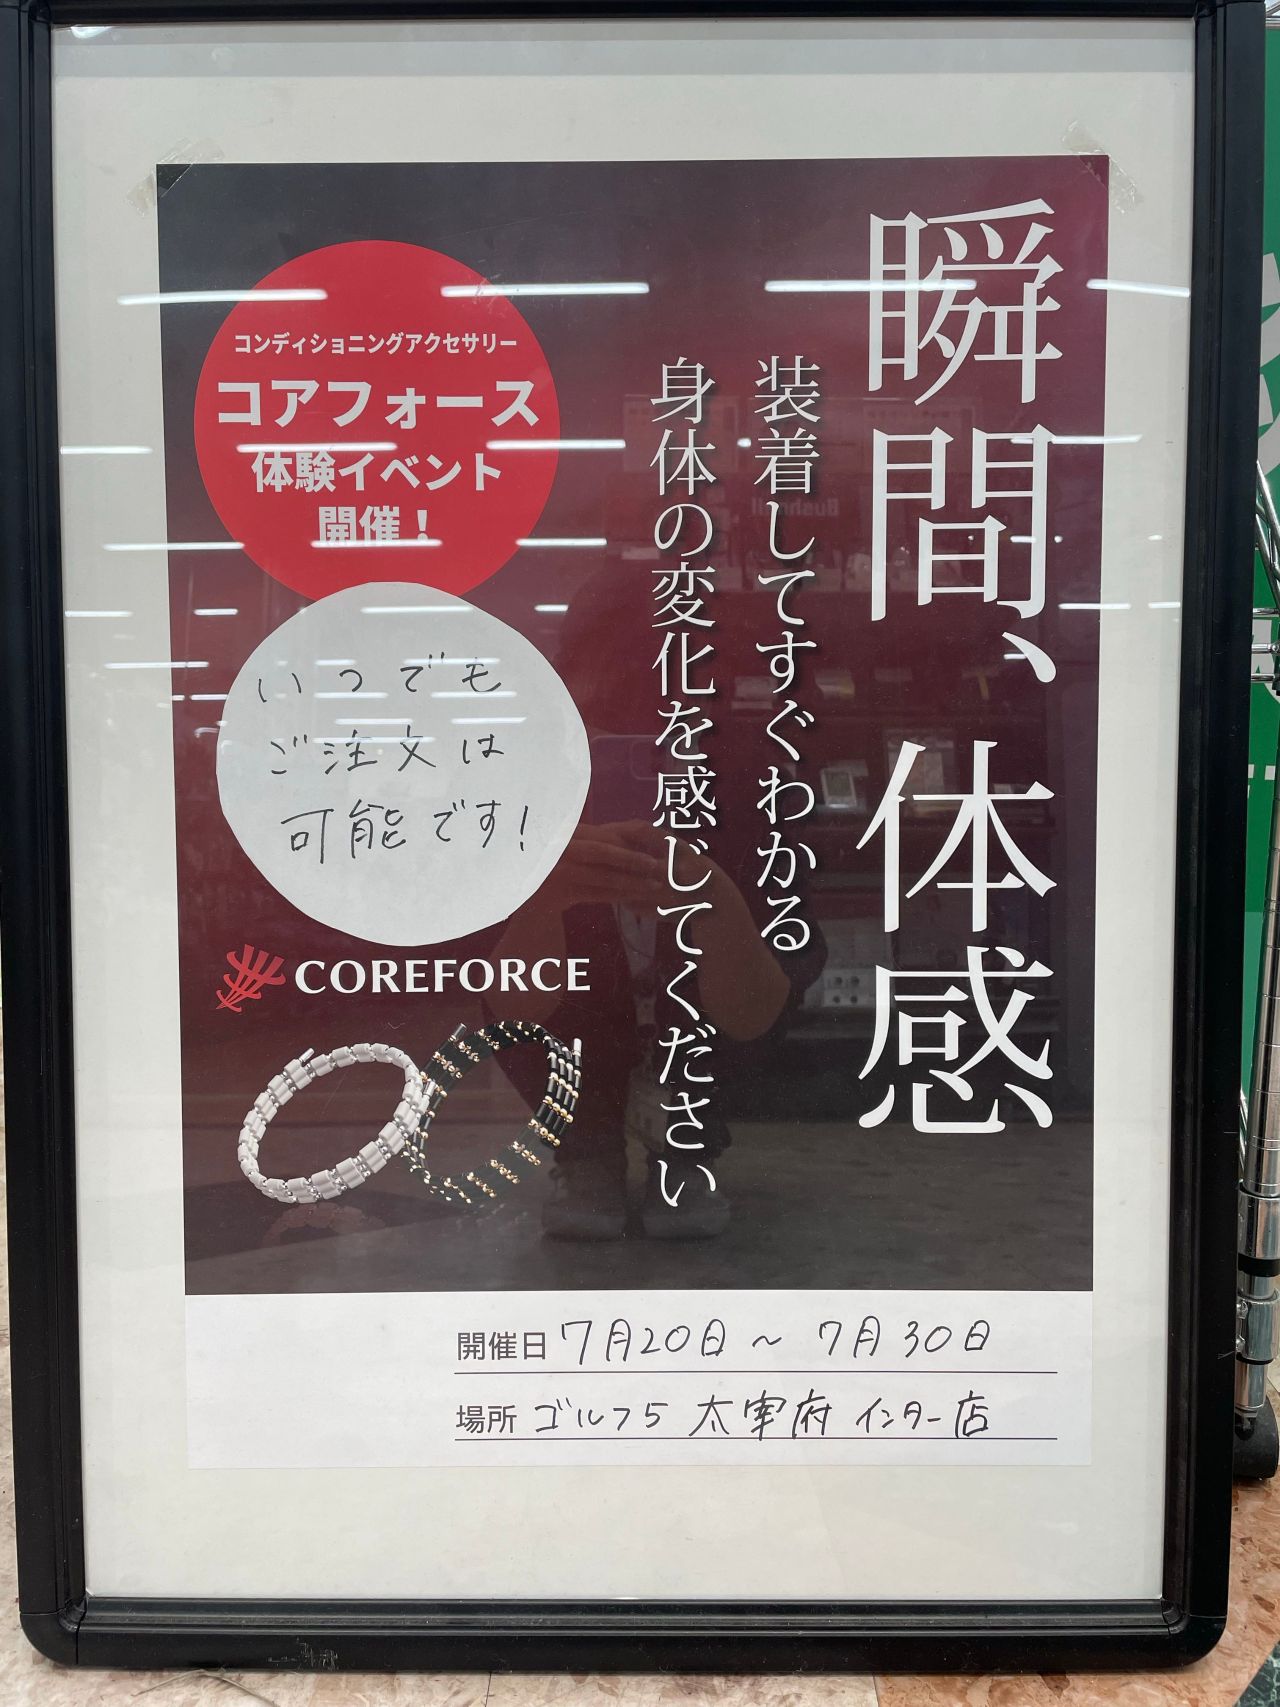 瞬間、体感
装着してすぐわかる
身体の変化を感じてください
コンディショニングアクセサリー
コアフォース
体験イベント
開催！
いつでも
ご注文は
可能です！
COREFORCE
開催日 7月20日 ～ 7月30日
場所 ゴルフ5 太宰府 インター店